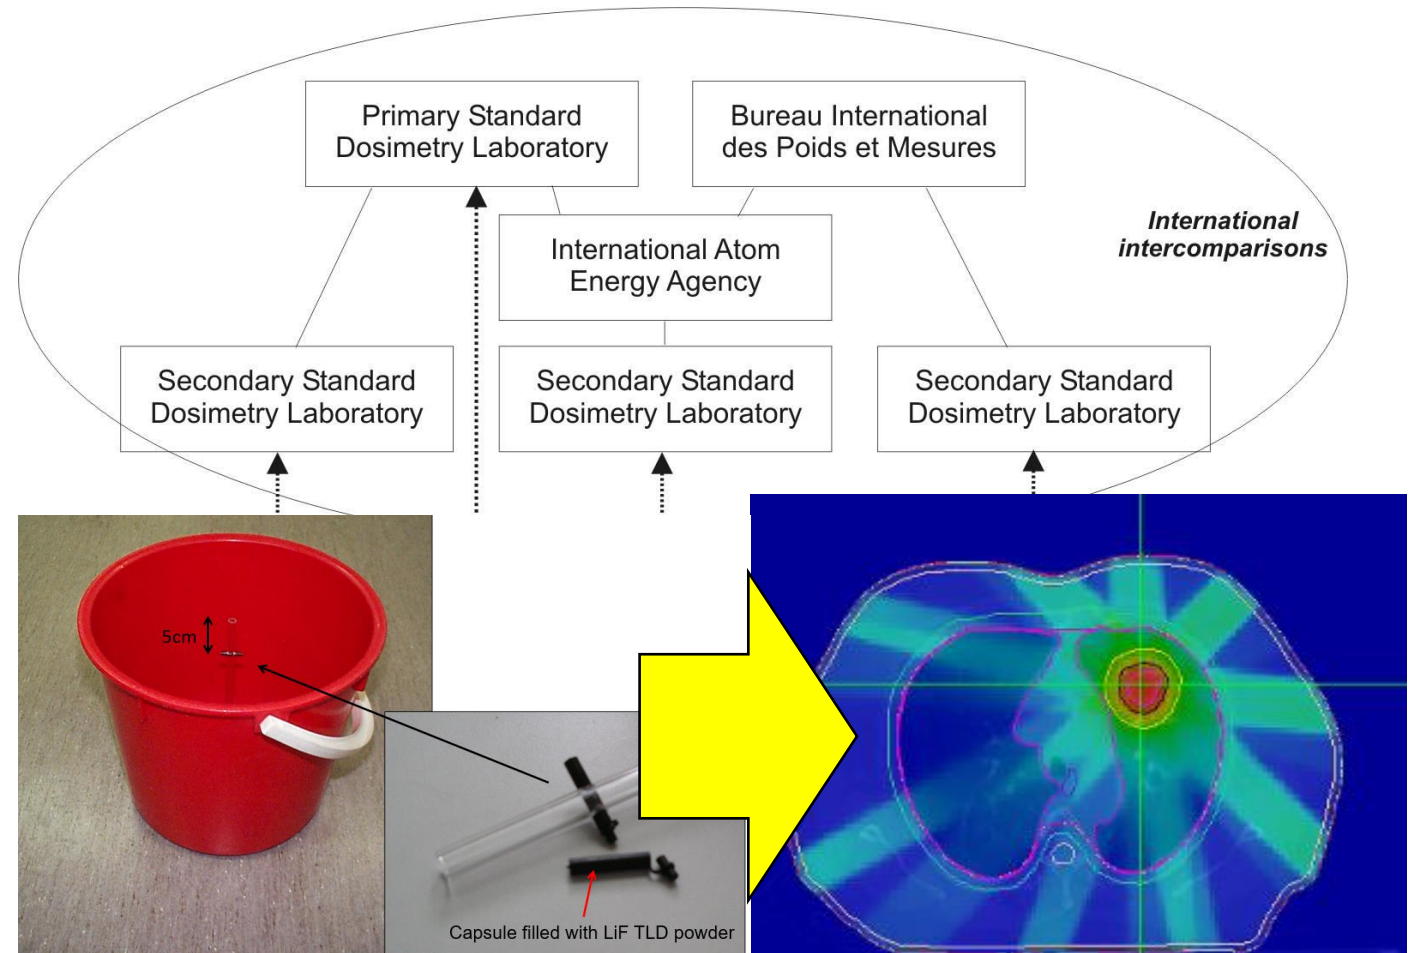 Primary Standard
Dosimetry Laboratory
Bureau International
des Poids et Mesures
International
intercomparisons
International Atom
Energy Agency
Secondary Standard
Dosimetry Laboratory
Secondary Standard
Dosimetry Laboratory
Secondary Standard
Dosimetry Laboratory
5cm
Capsule filled with LiF TLD powder